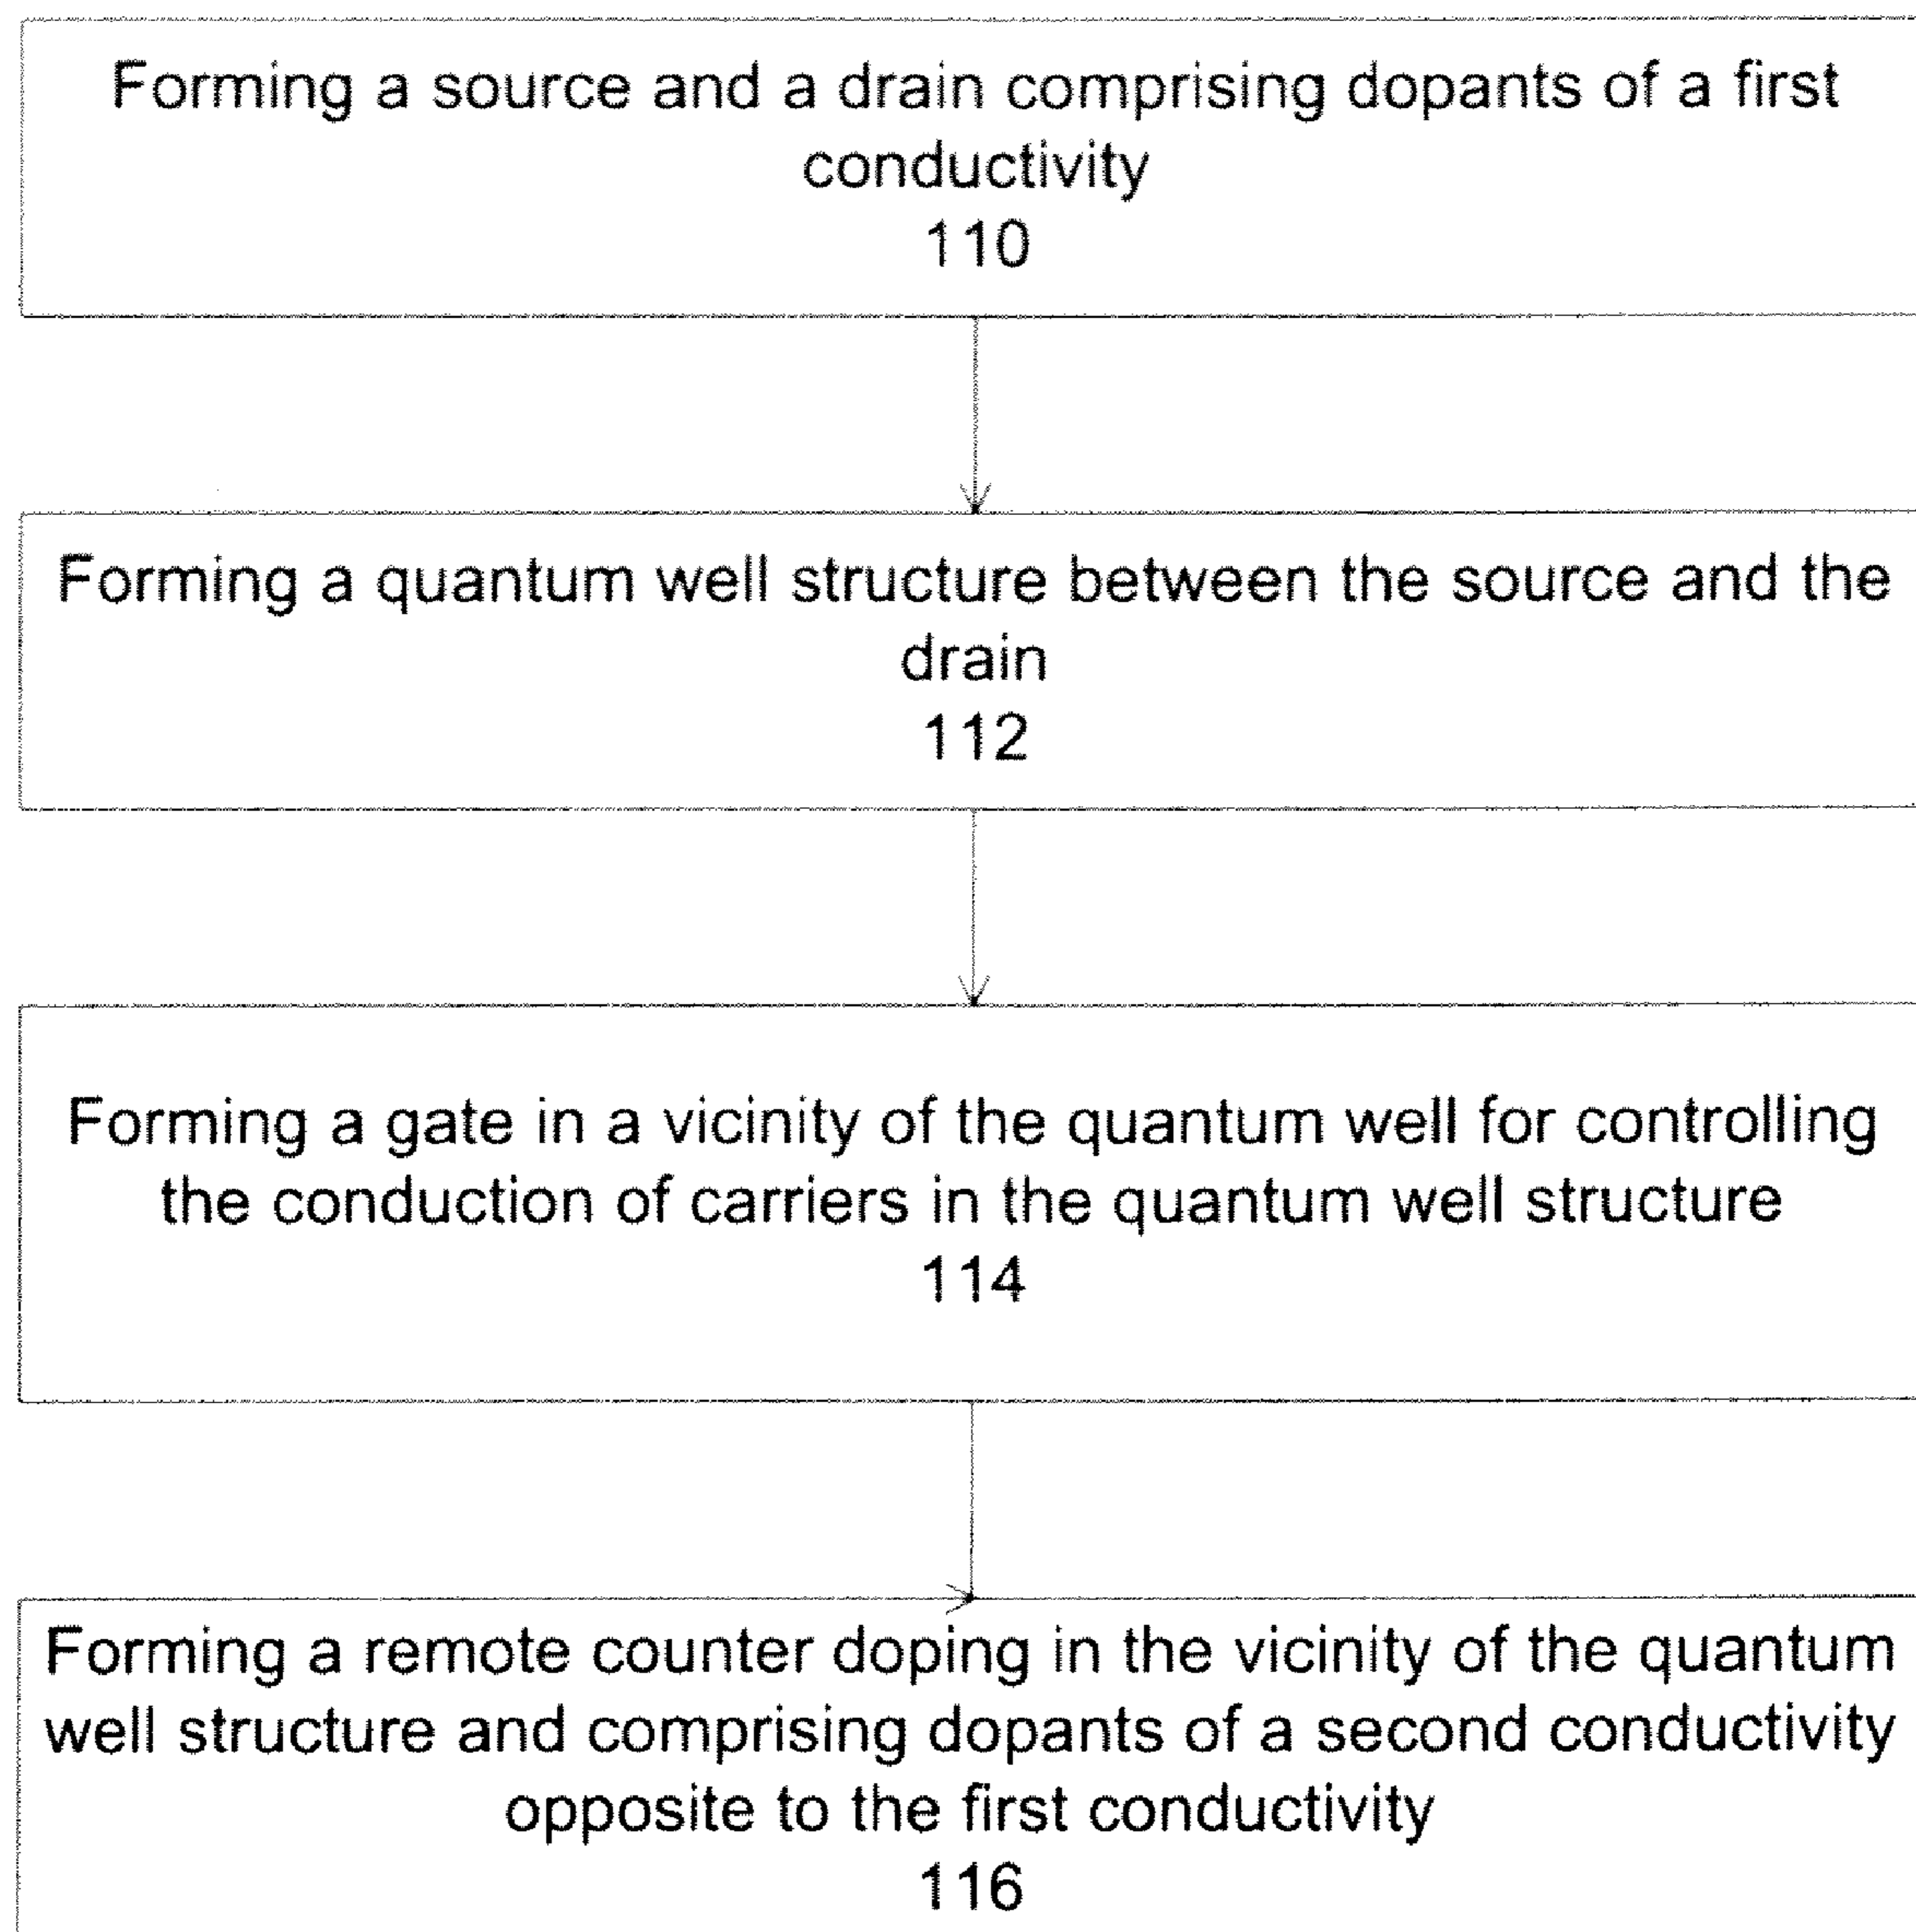 Forming a source and a drain comprising dopants of a first
conductivity
110
Forming a quantum well structure between the source and the
drain
112
Forming a gate in a vicinity of the quantum well for controlling
the conduction of carriers in the quantum well structure
114
Forming a remote counter doping in the vicinity of the quantum
well structure and comprising dopants of a second conductivity
opposite to the first conductivity
116